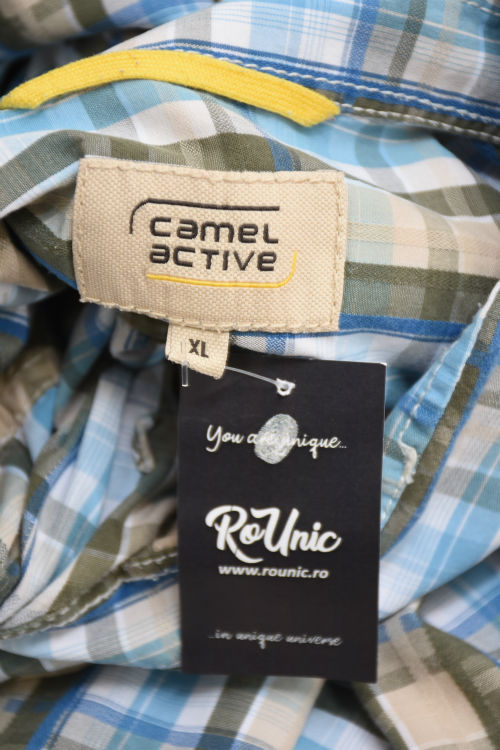 camel
active
XL
You are unique...
RoUnic
www.rounic.ro
...in unique universe